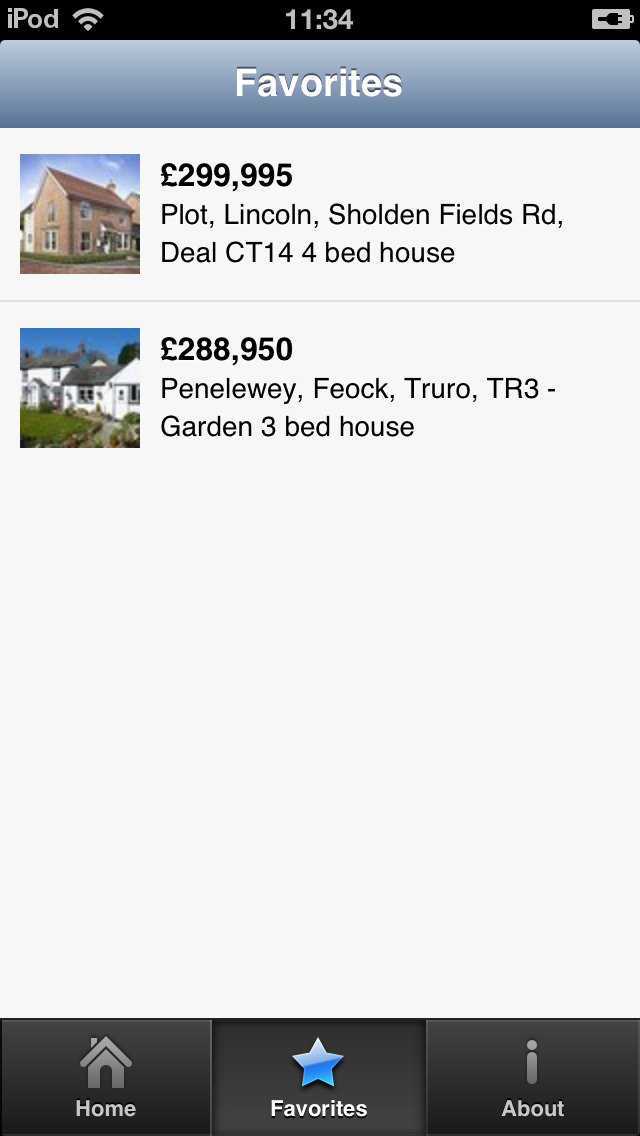 iPod 11:34
Favorites
£299,995
Plot, Lincoln, Sholden Fields Rd,
Deal CT14 4 bed house
£288,950
Penelewey, Feock, Truro, TR3 -
Garden 3 bed house
Home Favorites About